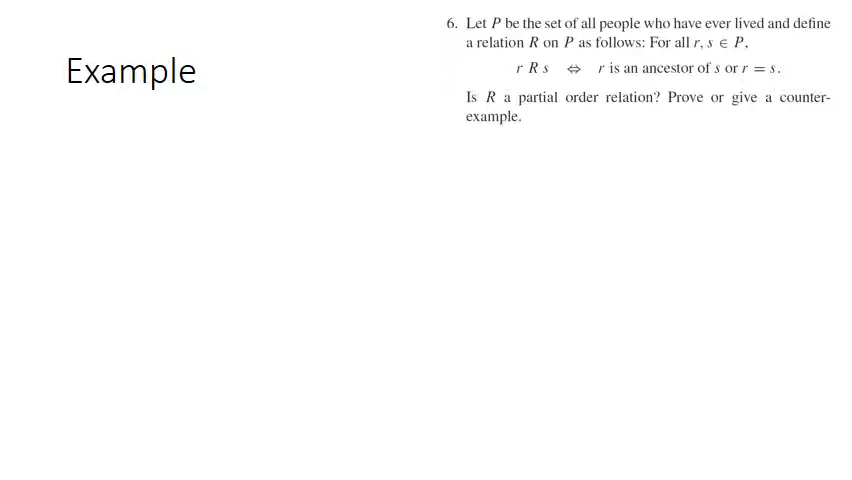 Example
6. Let P be the set of all people who have ever lived and define
a relation R on P as follows: For all r, s ∈ P,
r R s ⇔ r is an ancestor of s or r = s.
Is R a partial order relation? Prove or give a counter-
example.